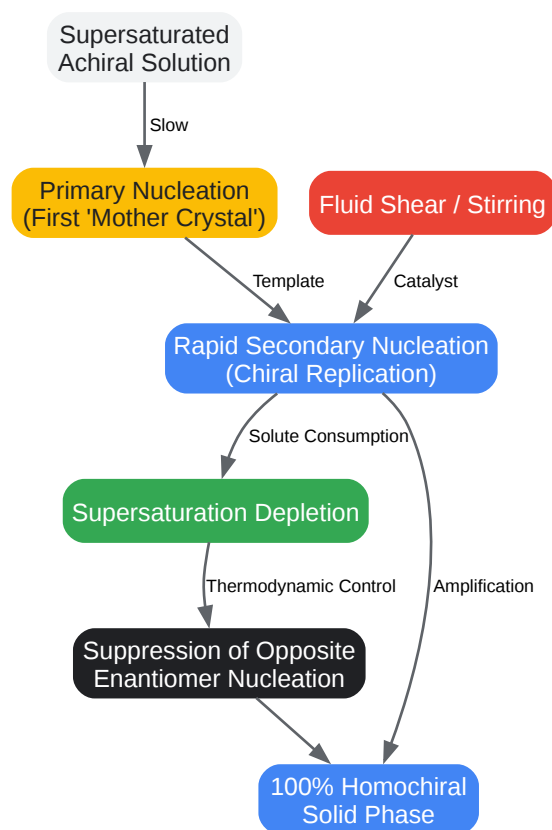 Supersaturated
Achiral Solution
Slow
Primary Nucleation
(First 'Mother Crystal')
Fluid Shear / Stirring
Template
Catalyst
Rapid Secondary Nucleation
(Chiral Replication)
Solute Consumption
Supersaturation Depletion
Thermodynamic Control
Amplification
Suppression of Opposite
Enantiomer Nucleation
100% Homochiral
Solid Phase